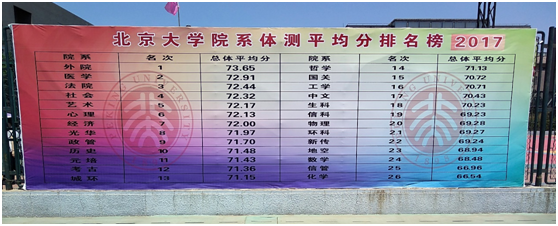 北京大学院系体测平均分排名榜 2017
院系 名次 总体平均分 院系 名次 总体平均分
外院 1 73.65 哲学 14 71.13
医学 2 72.91 国关 15 70.72
法院 3 72.44 工学 16 70.71
社会 4 72.32 中文 17 70.43
艺术 5 72.17 生科 18 70.23
心理 6 72.13 信科 19 69.23
经济 7 72.00 物理 20 69.28
光华 8 71.97 环科 21 69.27
政管 9 71.70 新传 22 69.24
历史 10 71.48 地空 23 68.94
元培 11 71.43 数学 24 68.48
考古 12 71.36 信管 25 66.96
城环 13 71.15 化学 26 66.54